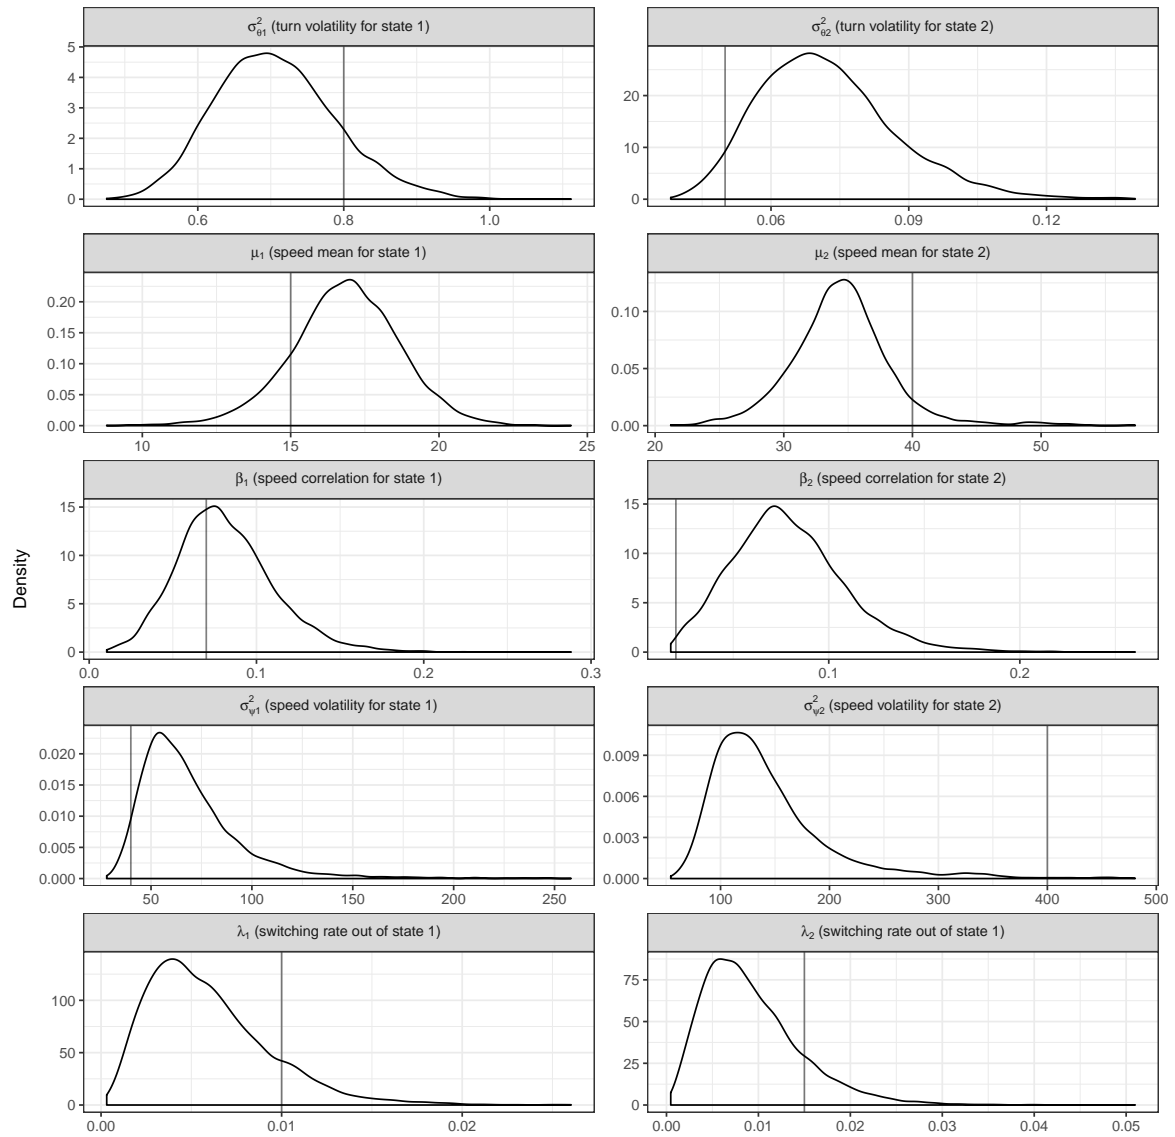 σ²θ1 (turn volatility for state 1)
σ²θ2 (turn volatility for state 2)
5
4
3
2
1
0
0.6 0.8 1.0
20
10
0
0.06 0.09 0.12
μ1 (speed mean for state 1)
μ2 (speed mean for state 2)
0.20
0.15
0.10
0.05
0.00
10 15 20 25
0.10
0.05
0.00
20 30 40 50
β1 (speed correlation for state 1)
β2 (speed correlation for state 2)
Density
15
10
5
0
0.0 0.1 0.2 0.3
15
10
5
0
0.1 0.2
σ²ψ1 (speed volatility for state 1)
σ²ψ2 (speed volatility for state 2)
0.020
0.015
0.010
0.005
0.000
50 100 150 200 250
0.009
0.006
0.003
0.000
100 200 300 400 500
λ1 (switching rate out of state 1)
λ2 (switching rate out of state 1)
100
50
0
0.00 0.01 0.02
75
50
25
0
0.00 0.01 0.02 0.03 0.04 0.05